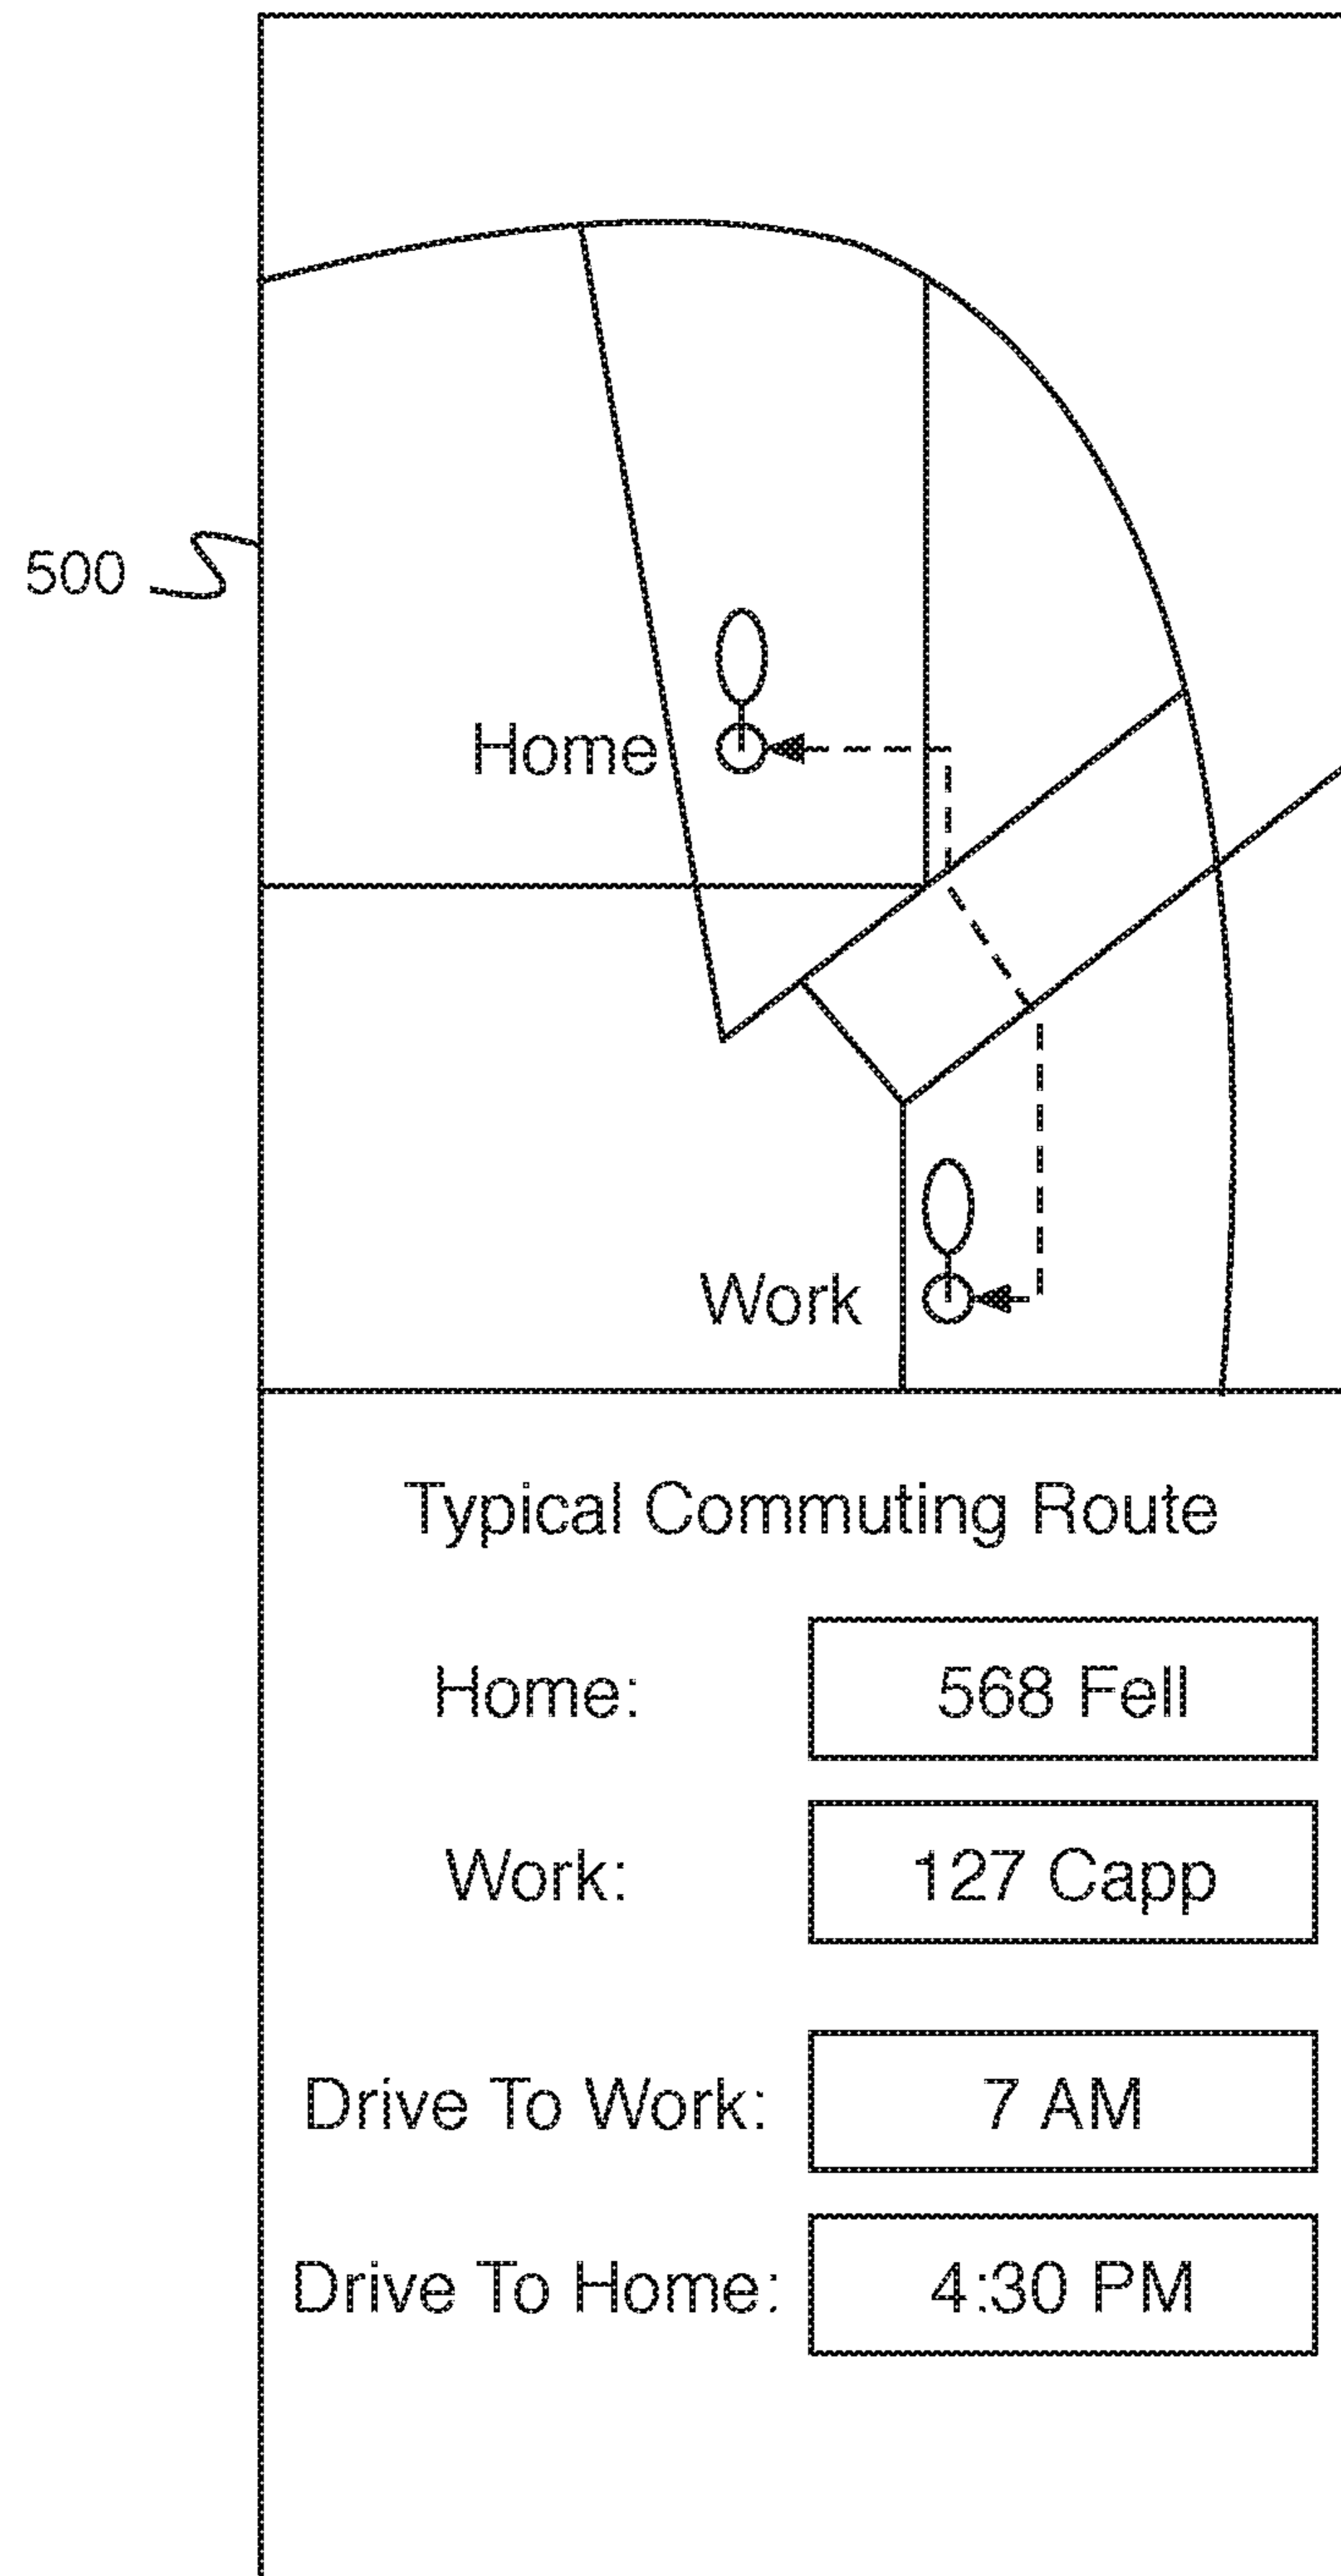 500
Home
Work
Typical Commuting Route
Home: 568 Fell
Work: 127 Capp
Drive To Work: 7 AM
Drive To Home: 4:30 PM